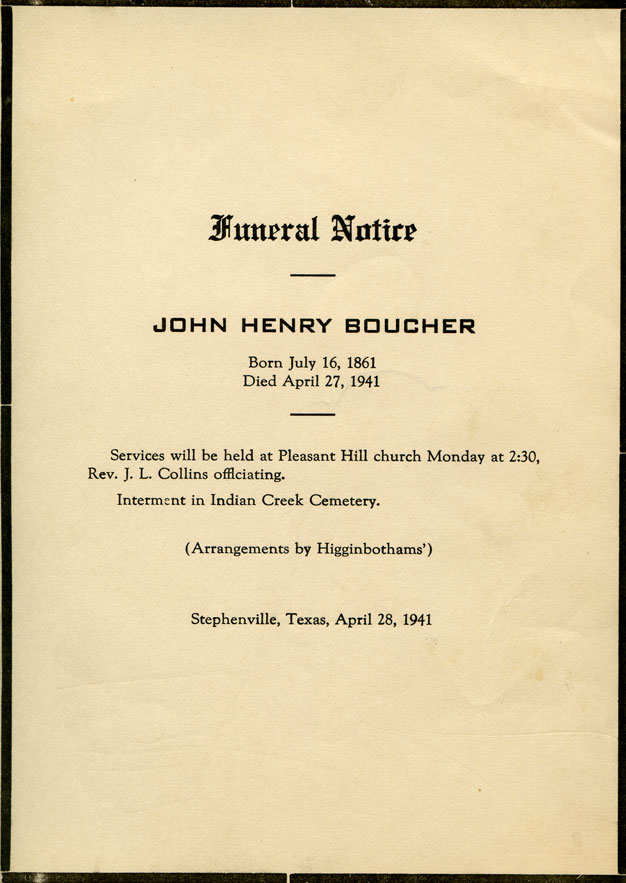 Funeral Notice
JOHN HENRY BOUCHER
Born July 16, 1861
Died April 27, 1941
Services will be held at Pleasant Hill church Monday at 2:30,
Rev. J. L. Collins officiating.
Interment in Indian Creek Cemetery.
(Arrangements by Higginbothams')
Stephenville, Texas, April 28, 1941